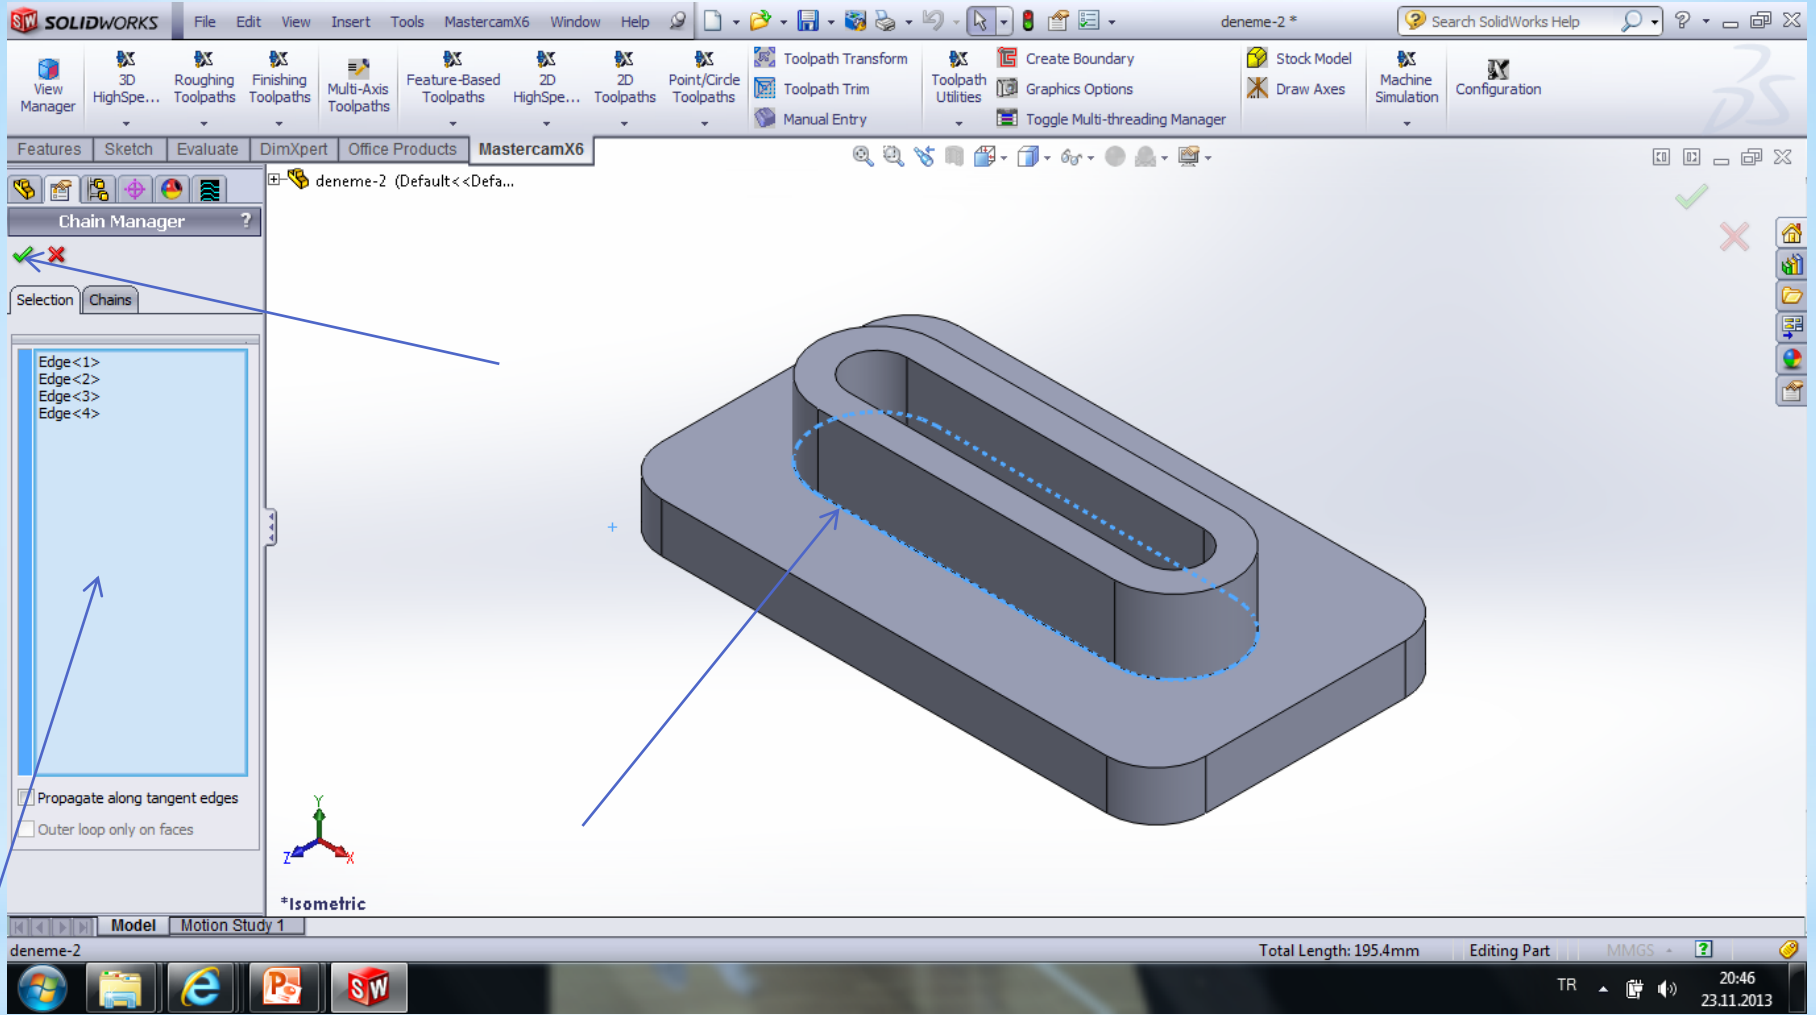 SOLIDWORKS File Edit View Insert Tools MastercamX6 Window Help deneme-2 * Search SolidWorks Help
View Manager
3D HighSpe...
Roughing Toolpaths
Finishing Toolpaths
Multi-Axis Toolpaths
Feature-Based Toolpaths
2D HighSpe...
2D Toolpaths
Point/Circle Toolpaths
Toolpath Transform
Toolpath Trim
Manual Entry
Toolpath Utilities
Create Boundary
Graphics Options
Toggle Multi-threading Manager
Stock Model
Draw Axes
Machine Simulation
Configuration
Features Sketch Evaluate DimXpert Office Products MastercamX6
deneme-2 (Default<<Defa...
Chain Manager ?
Selection Chains
Edge<1>
Edge<2>
Edge<3>
Edge<4>
Propagate along tangent edges
Outer loop only on faces
Y
Z X
*Isometric
Model Motion Study 1
deneme-2 Total Length: 195.4mm Editing Part MMGS
TR 20:46
23.11.2013